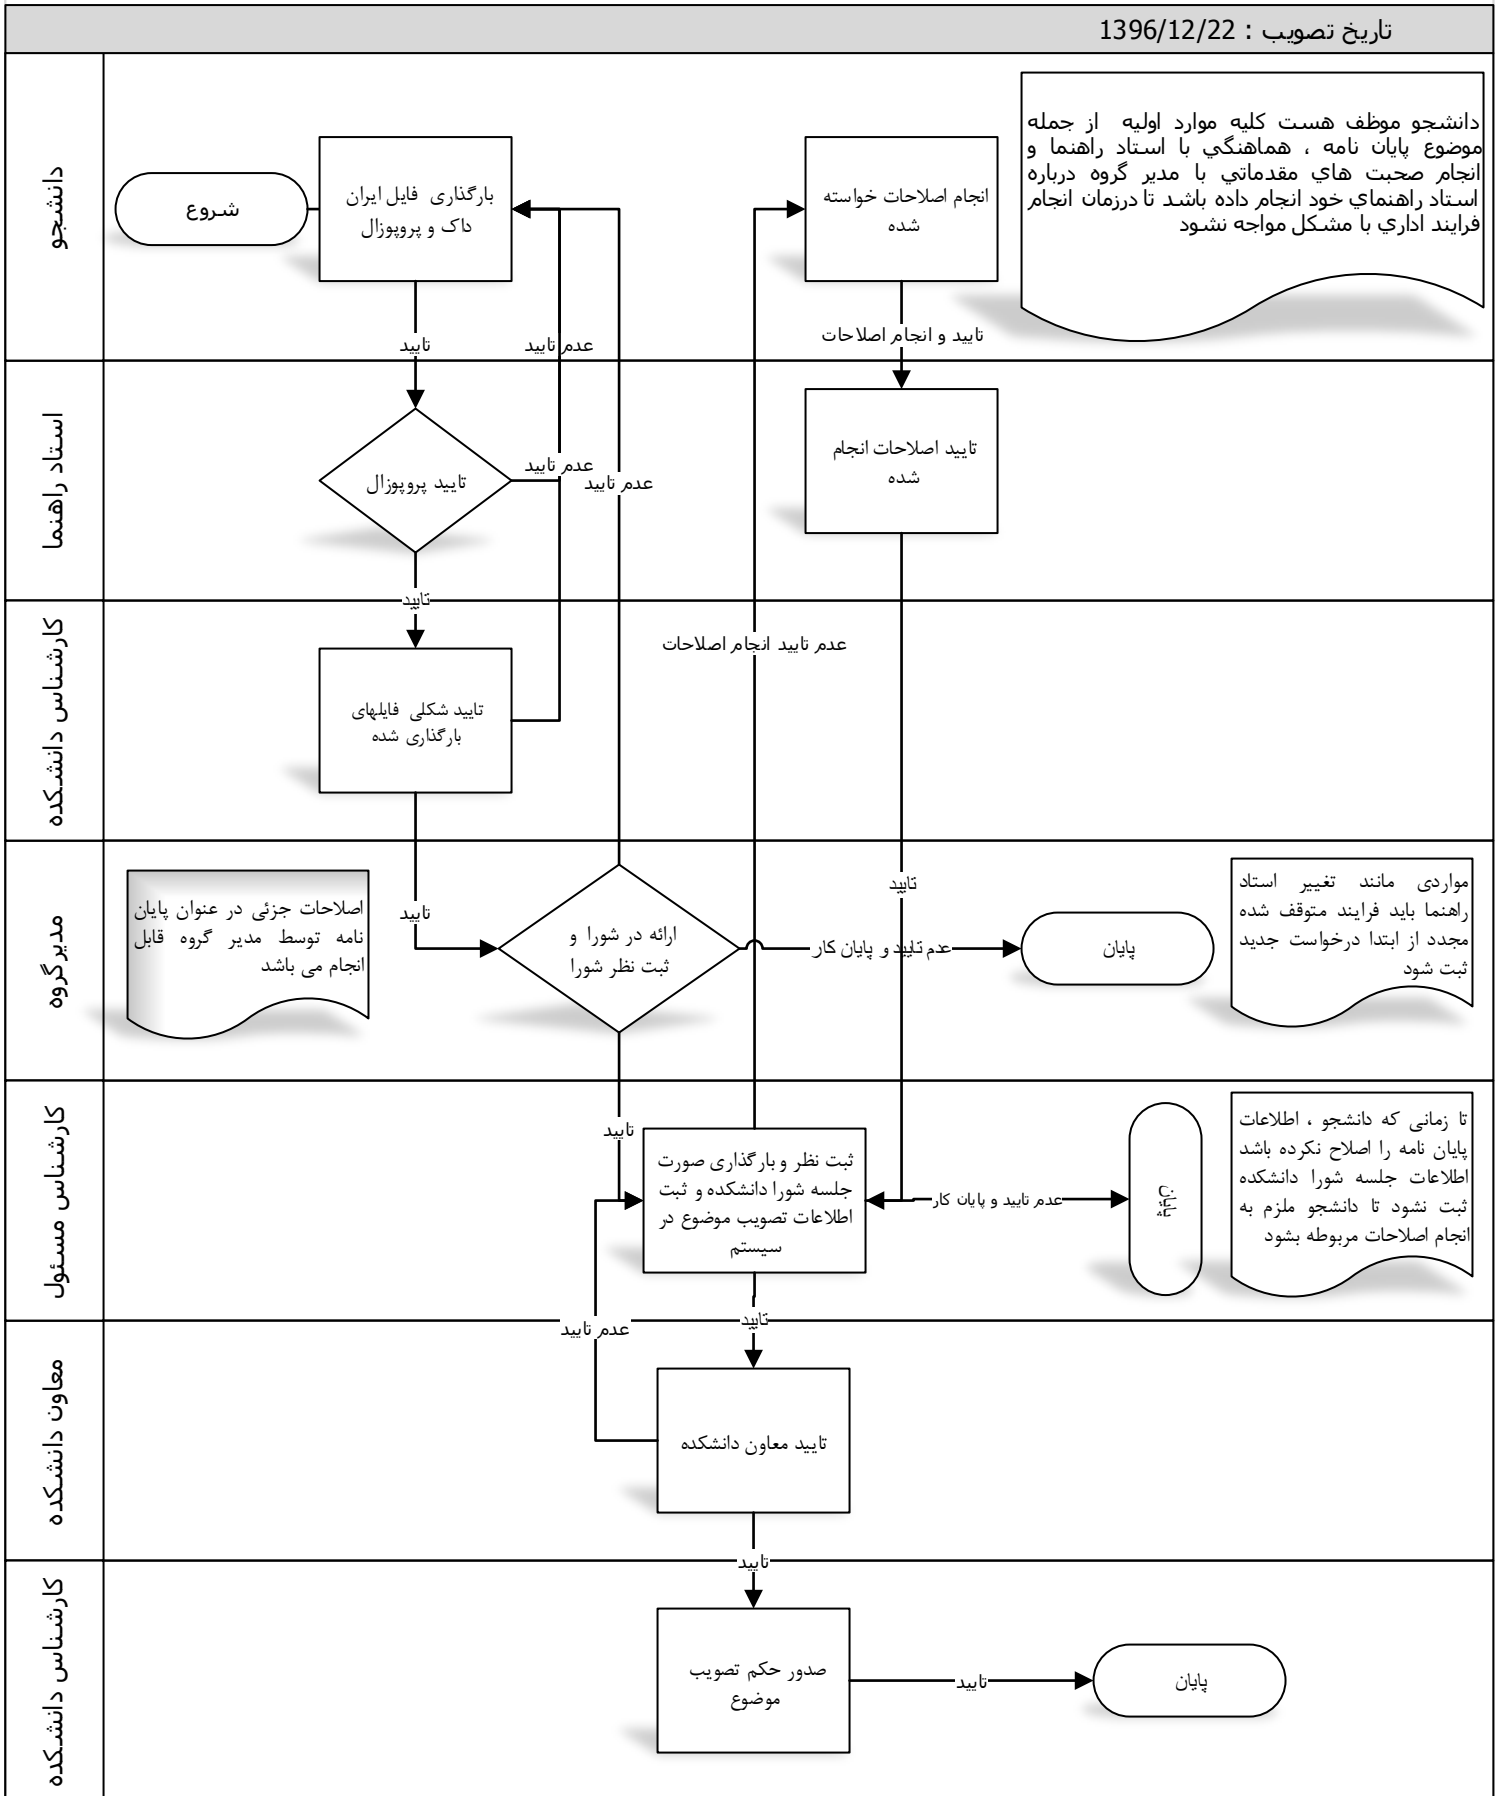 تاریخ تصویب : 1396/12/22
دانشجو
شروع
بارگذاری فایل ایران
داک و پروپوزال
انجام اصلاحات خواسته
شده
دانشجو موظف هست کلیه موارد اولیه از جمله
موضوع پایان نامه ، هماهنگي با استاد راهنما و
انجام صحبت هاي مقدماتي با مدیر گروه درباره
استاد راهنماي خود انجام داده باشد تا درزمان انجام
فرایند اداري با مشکل مواجه نشود
تایید
عدم تایید
تایید و انجام اصلاحات
استاد راهنما
تایید پروپوزال
عدم تایید
عدم تایید
تایید اصلاحات انجام
شده
تایید
کارشناس دانشکده
تایید شکلی فایلهای
بارگذاری شده
عدم تایید انجام اصلاحات
مدیرگروه
اصلاحات جزئی در عنوان پایان
نامه توسط مدیر گروه قابل
انجام می باشد
تایید
ارائه در شورا و
ثبت نظر شورا
تایید
عدم تایید و پایان کار
پایان
مواردی مانند تغییر استاد
راهنما باید فرایند متوقف شده
مجدد از ابتدا درخواست جدید
ثبت شود
کارشناس مسئول
تایید
ثبت نظر و بارگذاری صورت
جلسه شورا دانشکده و ثبت
اطلاعات تصویب موضوع در
سیستم
عدم تایید و پایان کار
پایان
تا زمانی که دانشجو ، اطلاعات
پایان نامه را اصلاح نکرده باشد
اطلاعات جلسه شورا دانشکده
ثبت نشود تا دانشجو ملزم به
انجام اصلاحات مربوطه بشود
عدم تایید
تایید
معاون دانشکده
تایید معاون دانشکده
تایید
کارشناس دانشکده
صدور حکم تصویب
موضوع
تایید
پایان